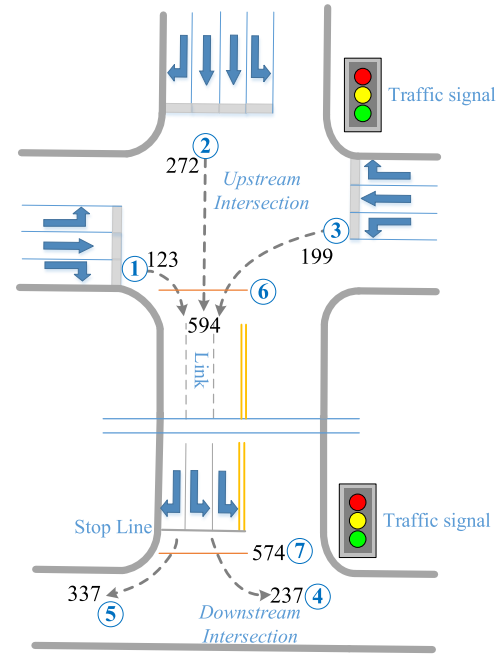 Traffic signal
2
272
Upstream
Intersection
3
199
1
123
6
594
Link
Stop Line
Traffic signal
574
7
337
5
237
4
Downstream
Intersection